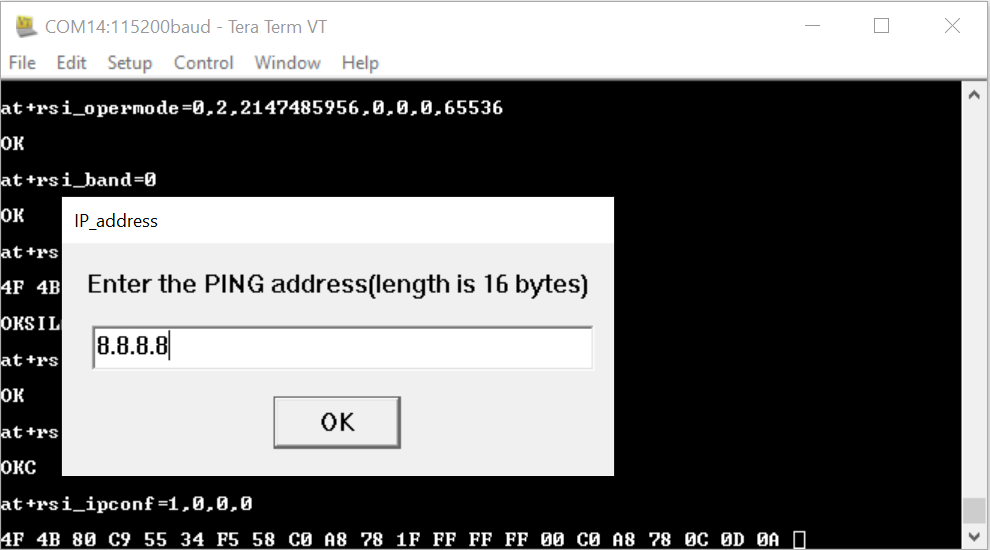 COM14:115200baud - Tera Term VT
File Edit Setup Control Window Help
at+rsi_opermode=0,2,2147485956,0,0,0,65536
OK
at+rsi_band=0
OK
at+rs
4F 4B
OKSIL
at+rs
OK
at+rs
OKC
IP_address
Enter the PING address(length is 16 bytes)
8.8.8.8
OK
at+rsi_ipconf=1,0,0,0
4F 4B 80 C9 55 34 F5 58 C0 A8 78 1F FF FF FF 00 C0 A8 78 0C 0D 0A